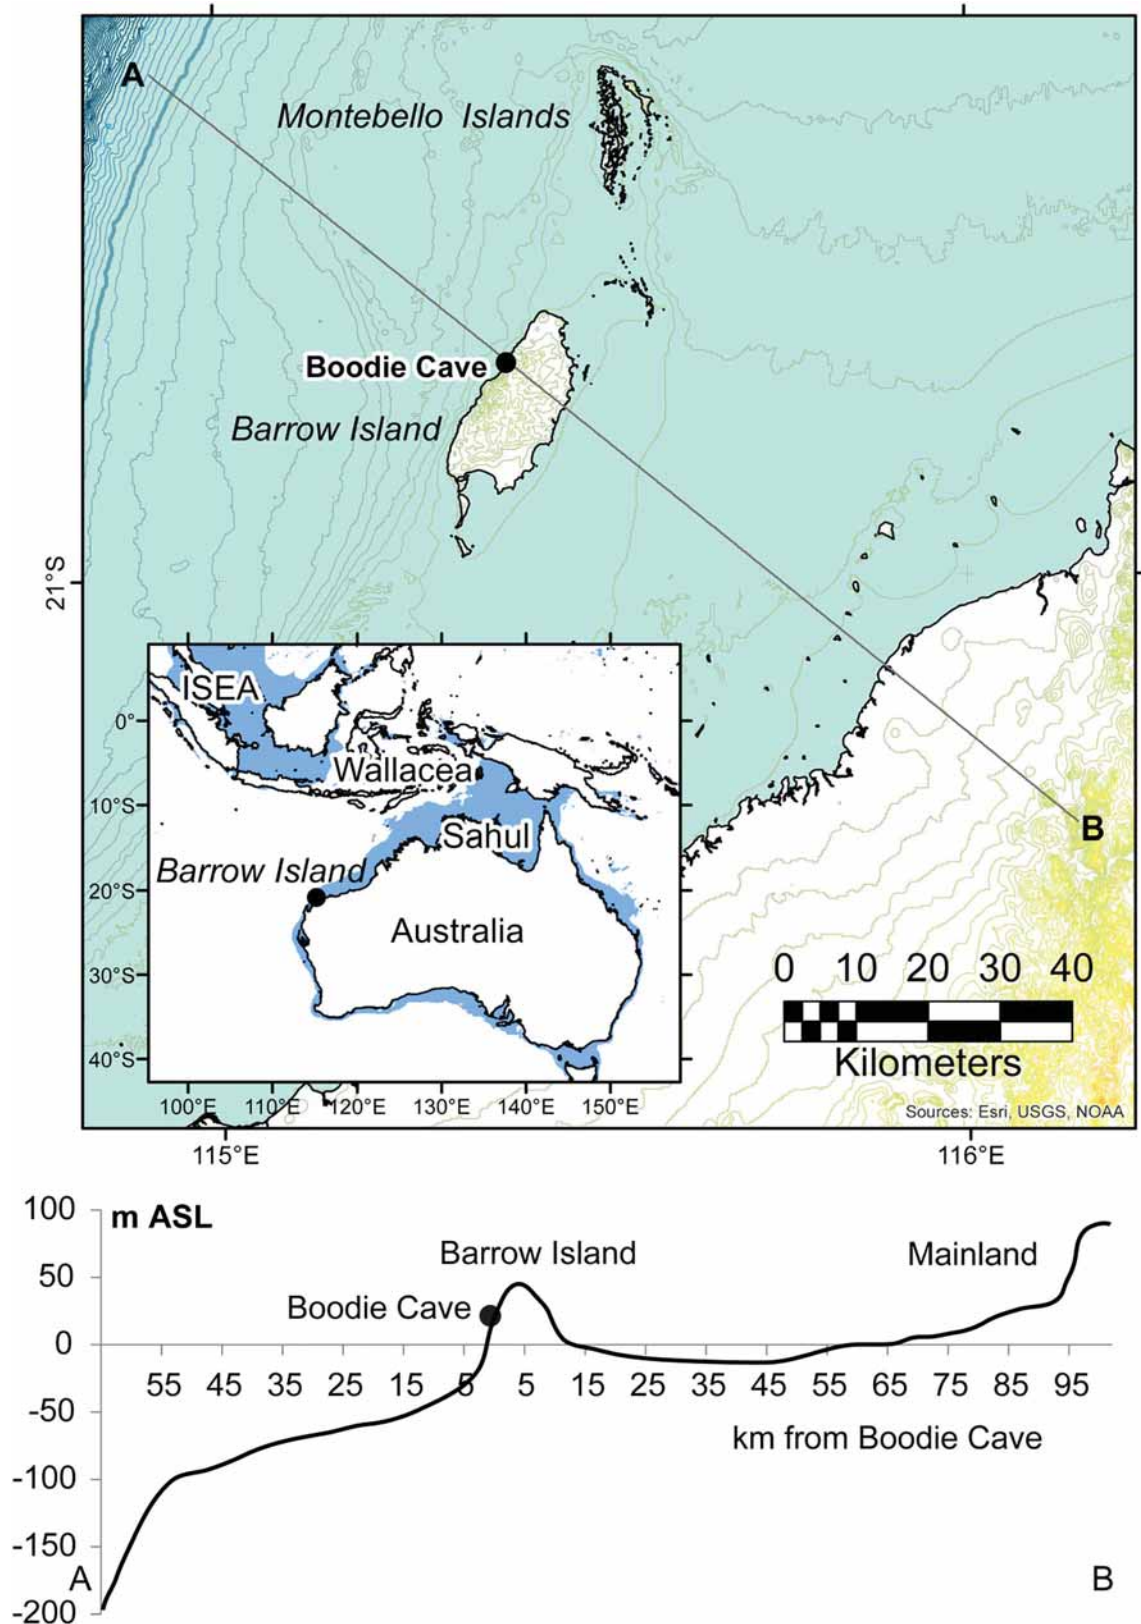 A
Montebello Islands
Boodie Cave
Barrow Island
21°S
ISEA
0°
Wallacea
10°S
Sahul
Barrow Island
20°S
Australia
30°S
40°S
100°E 110°E 120°E 130°E 140°E 150°E
B
0 10 20 30 40
Kilometers
Sources: Esri, USGS, NOAA
115°E 116°E
100 m ASL
Barrow Island Mainland
50
Boodie Cave
0
55 45 35 25 15 5 5 15 25 35 45 55 65 75 85 95
-50
km from Boodie Cave
-100
-150
A B
-200